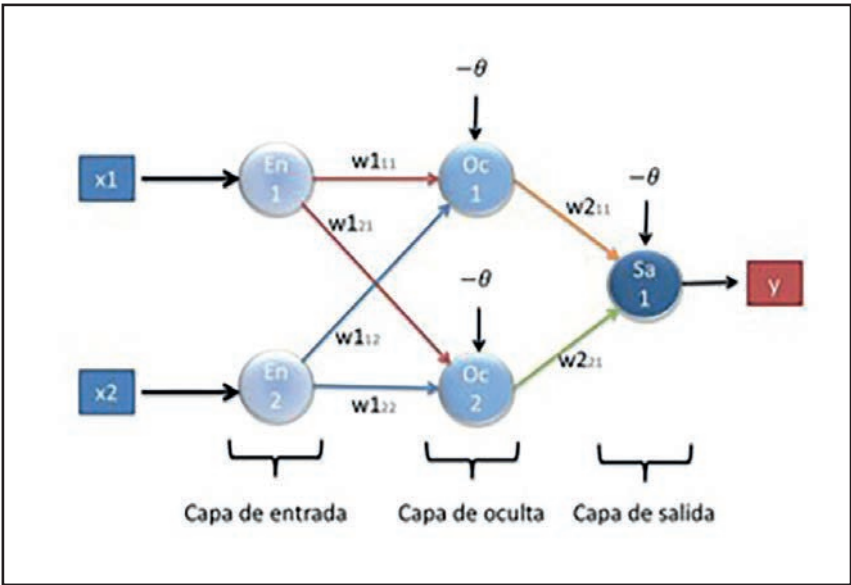 −θ
x1
En
1
w1₁₁
Oc
1
w1₂₁
w2₁₁
−θ
Sa
1
y
−θ
w1₁₂
x2
En
2
w1₂₂
Oc
2
w2₂₁
Capa de entrada
Capa de oculta
Capa de salida